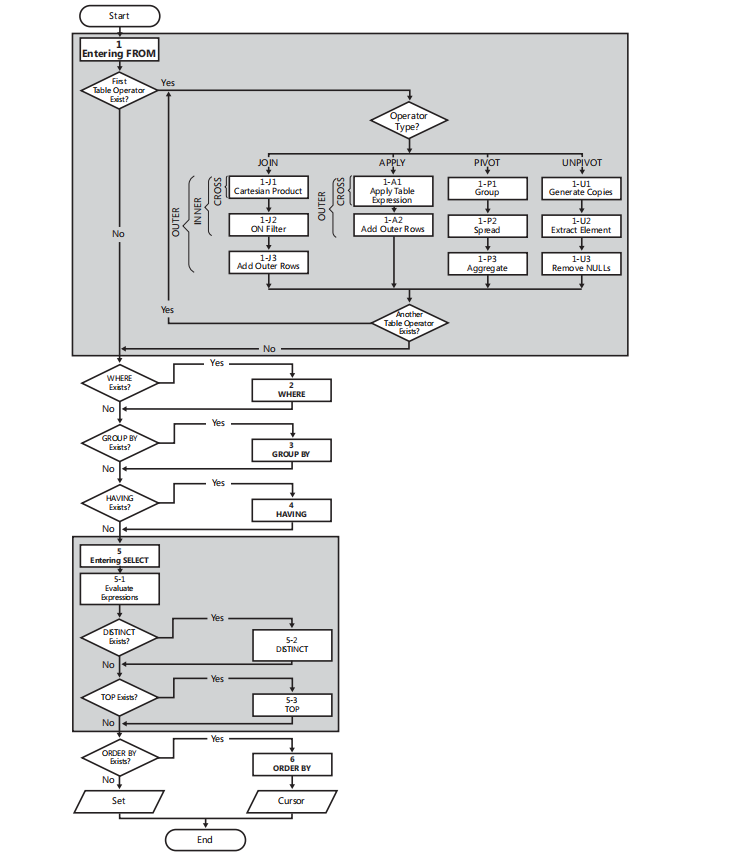 Start
1
Entering FROM
First
Table Operator
Exist?
Yes
Operator
Type?
JOIN
APPLY
PIVOT
UNPIVOT
OUTER
INNER
CROSS
1-J1
Cartesian Product
1-J2
ON Filter
1-J3
Add Outer Rows
OUTER
CROSS
1-A1
Apply Table
Expression
1-A2
Add Outer Rows
1-P1
Group
1-P2
Spread
1-P3
Aggregate
1-U1
Generate Copies
1-U2
Extract Element
1-U3
Remove NULLs
No
Yes
Another
Table Operator
Exists?
No
WHERE
Exists?
Yes
2
WHERE
No
GROUP BY
Exists?
Yes
3
GROUP BY
No
HAVING
Exists?
Yes
4
HAVING
No
5
Entering SELECT
5-1
Evaluate
Expressions
DISTINCT
Exists?
Yes
5-2
DISTINCT
No
TOP Exists?
Yes
5-3
TOP
No
ORDER BY
Exists?
Yes
6
ORDER BY
No
Set
Cursor
End